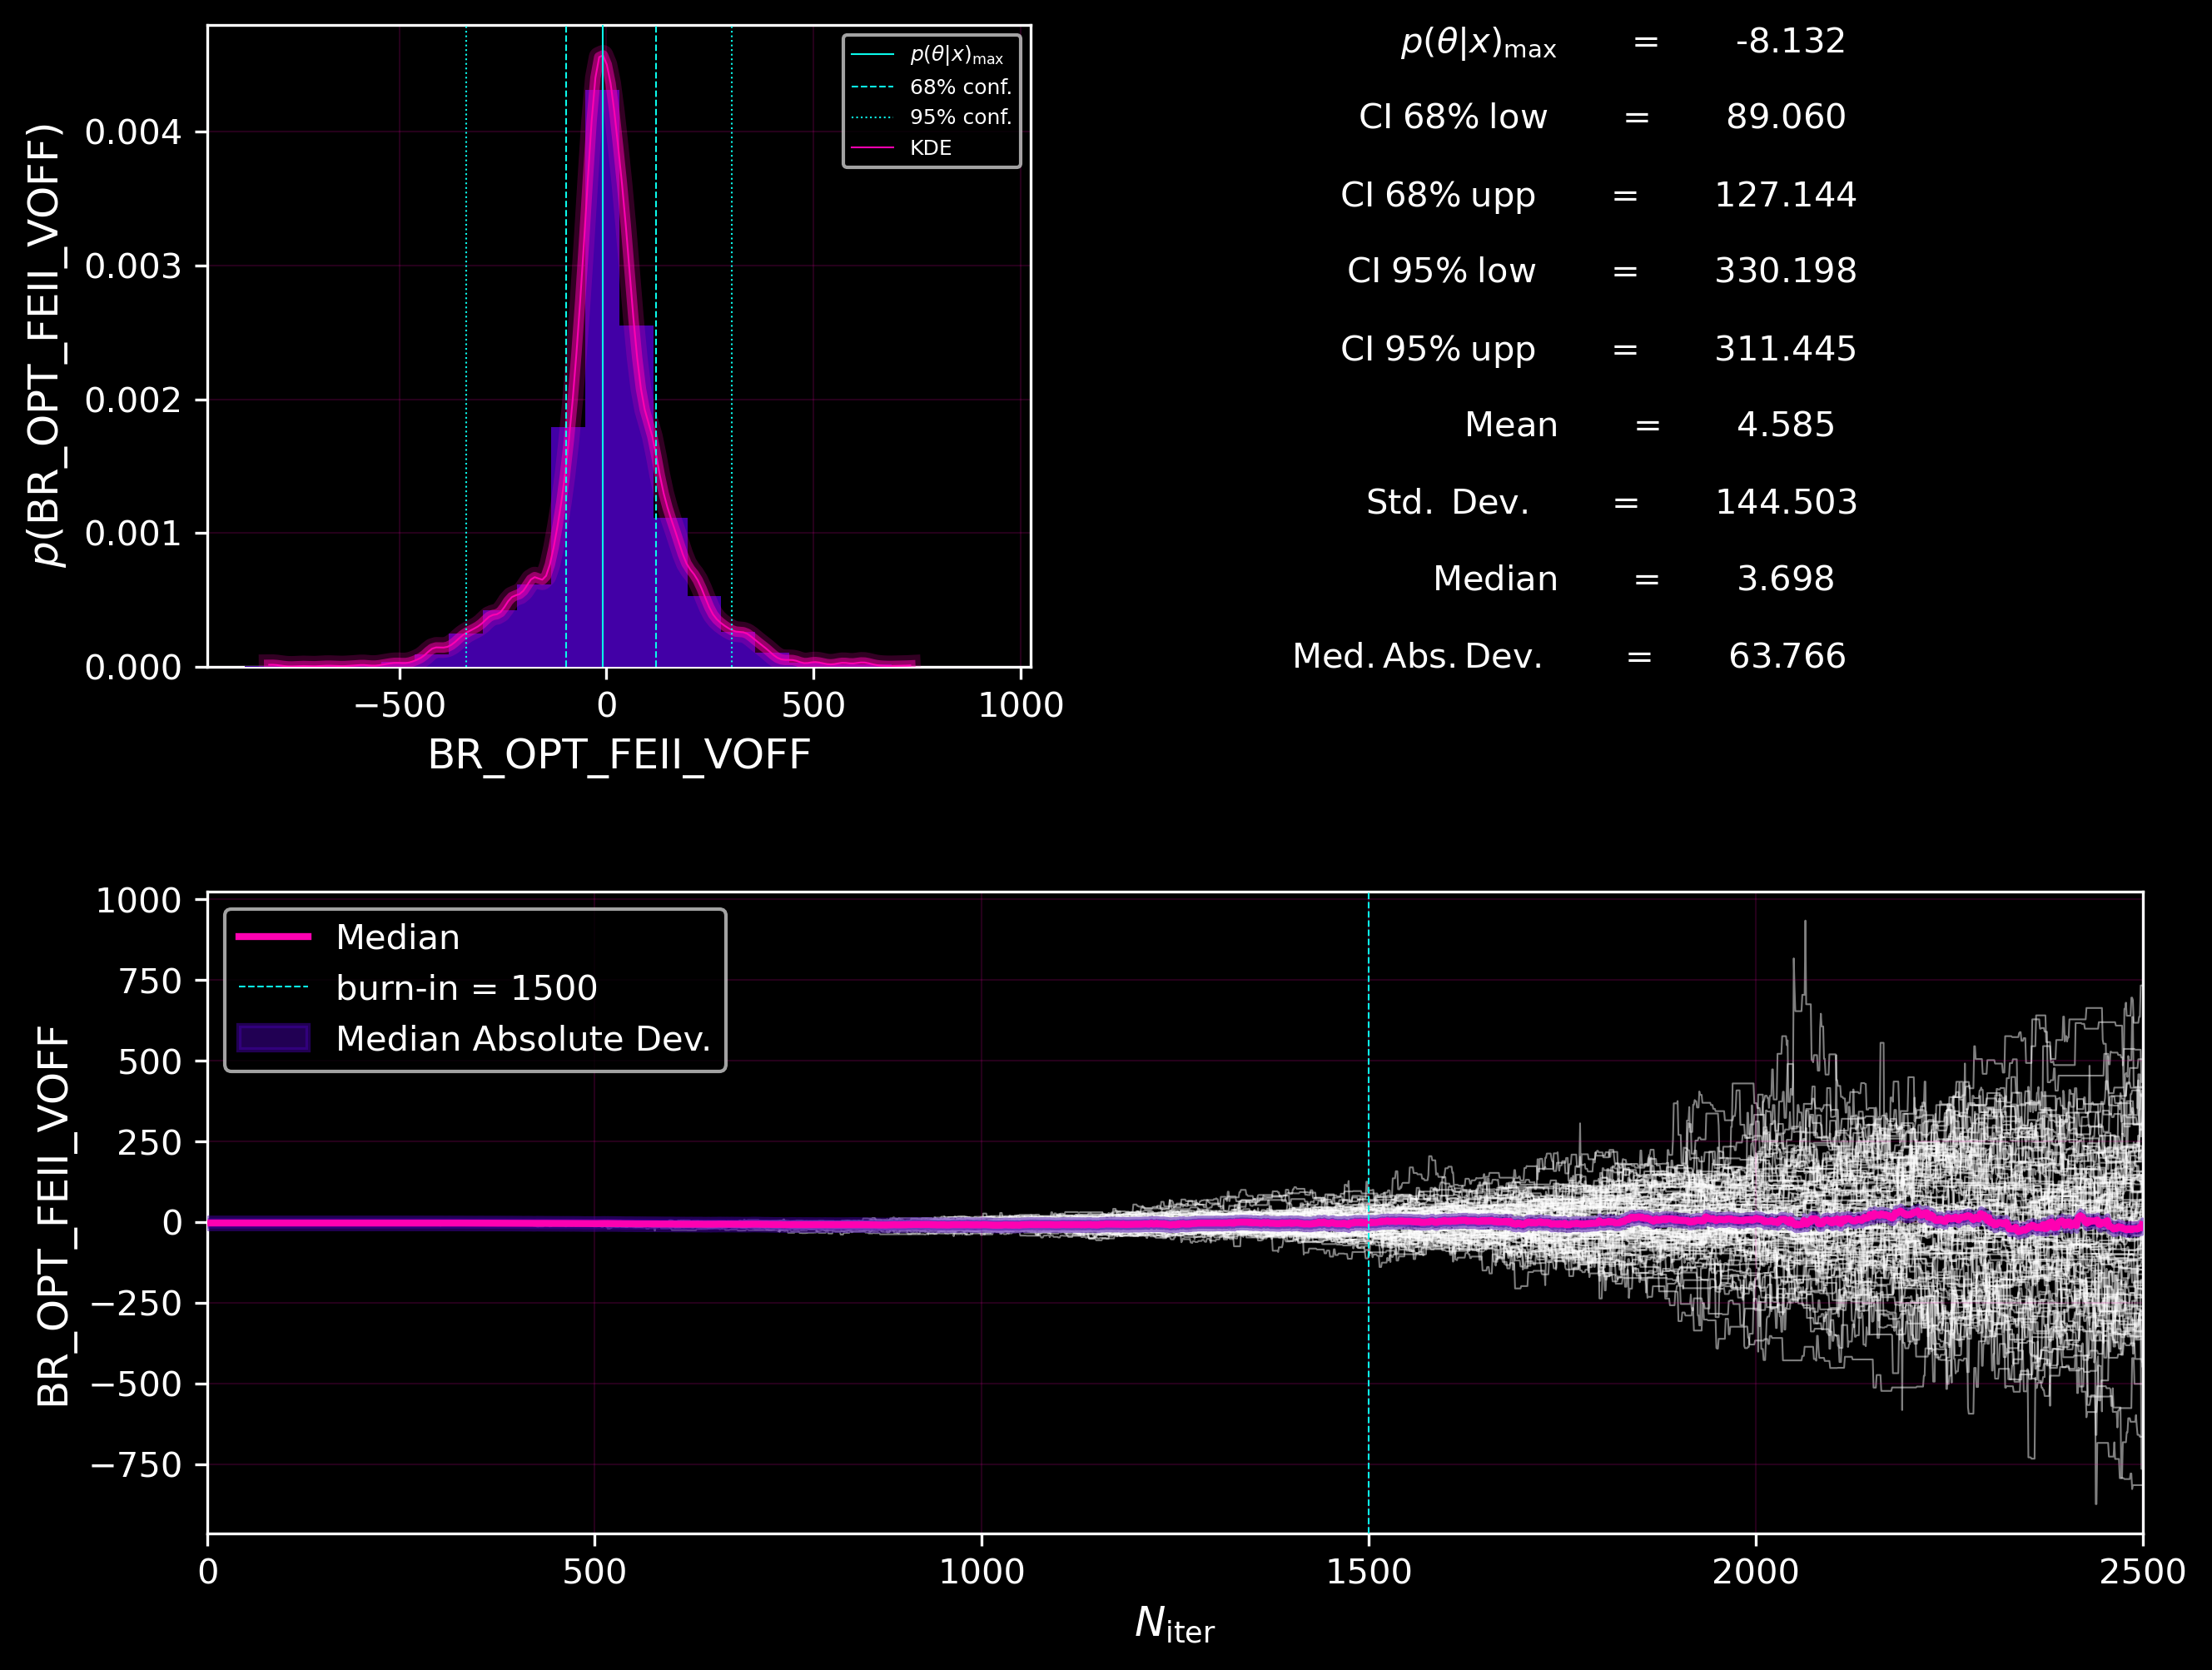 p(BR_OPT_FEII_VOFF)
0.004
0.003
0.002
0.001
0.000
−500 0 500 1000
BR_OPT_FEII_VOFF
p(θ|x)max
68% conf.
95% conf.
KDE
p(θ|x)max = -8.132
CI 68% low = 89.060
CI 68% upp = 127.144
CI 95% low = 330.198
CI 95% upp = 311.445
Mean = 4.585
Std. Dev. = 144.503
Median = 3.698
Med. Abs. Dev. = 63.766
BR_OPT_FEII_VOFF
1000
750
500
250
0
−250
−500
−750
Median
burn-in = 1500
Median Absolute Dev.
0 500 1000 1500 2000 2500
Niter